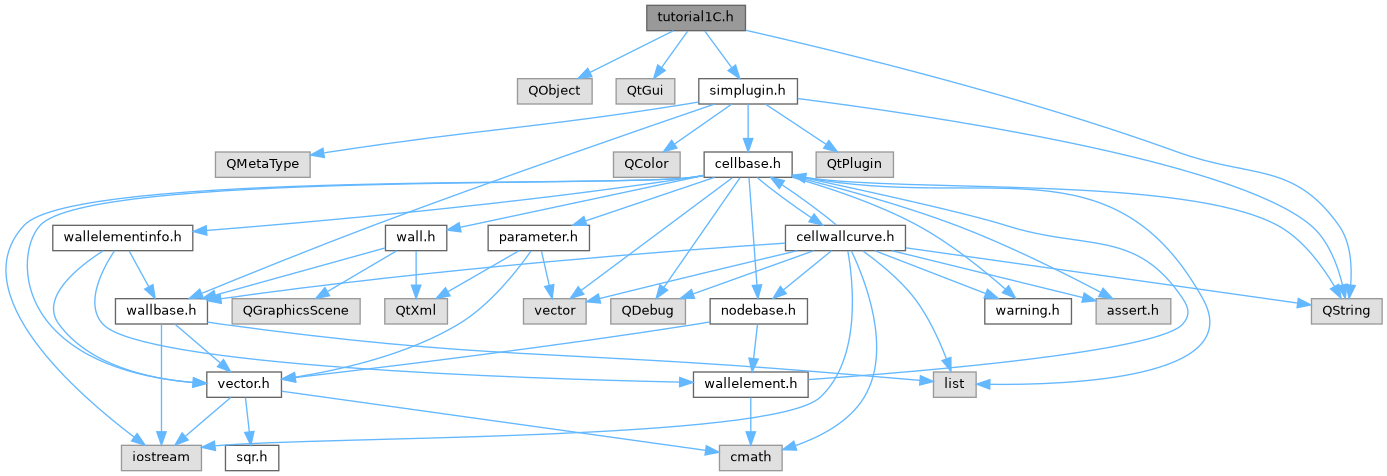 tutorial1C.h
QObject
QtGui
simplugin.h
QMetaType
QColor
cellbase.h
QtPlugin
wallelementinfo.h
wall.h
parameter.h
cellwallcurve.h
wallbase.h
QGraphicsScene
QtXml
vector
QDebug
nodebase.h
warning.h
assert.h
QString
vector.h
wallelement.h
list
iostream
sqr.h
cmath